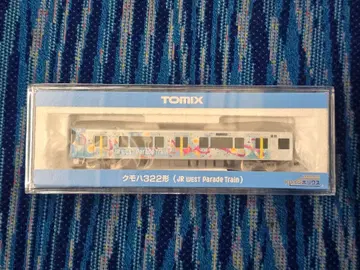 TOMIX
クモハ322形 (JR WEST Parade Train)